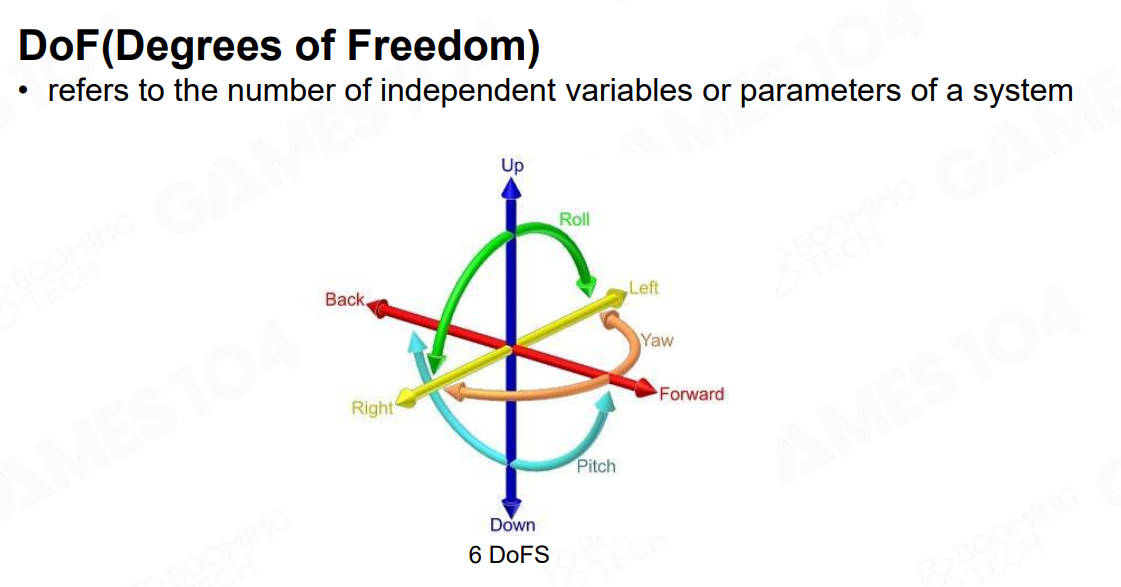 DoF(Degrees of Freedom)
• refers to the number of independent variables or parameters of a system
Up
Roll
Left
Back
Yaw
Forward
Right
Pitch
Down
6 DoFS
GAMES104
BOOMING
TECH